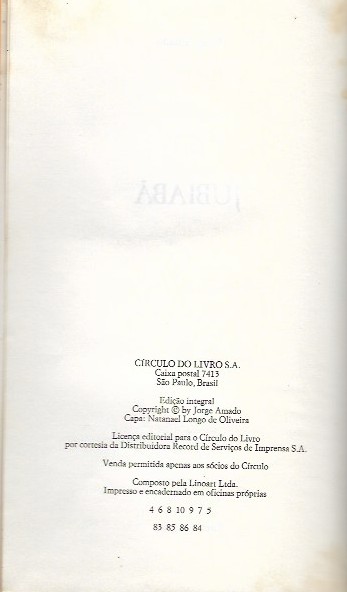 JUBIABÁ
CÍRCULO DO LIVRO S.A.
Caixa postal 7413
São Paulo, Brasil
Edição integral
Copyright © by Jorge Amado
Capa: Natanael Longo de Oliveira
Licença editorial para o Círculo do Livro
por cortesia da Distribuidora Record de Serviços de Imprensa S.A.
Venda permitida apenas aos sócios do Círculo
Composto pela Linoart Ltda.
Impresso e encadernado em oficinas próprias
4 6 8 10 9 7 5
83 85 86 84